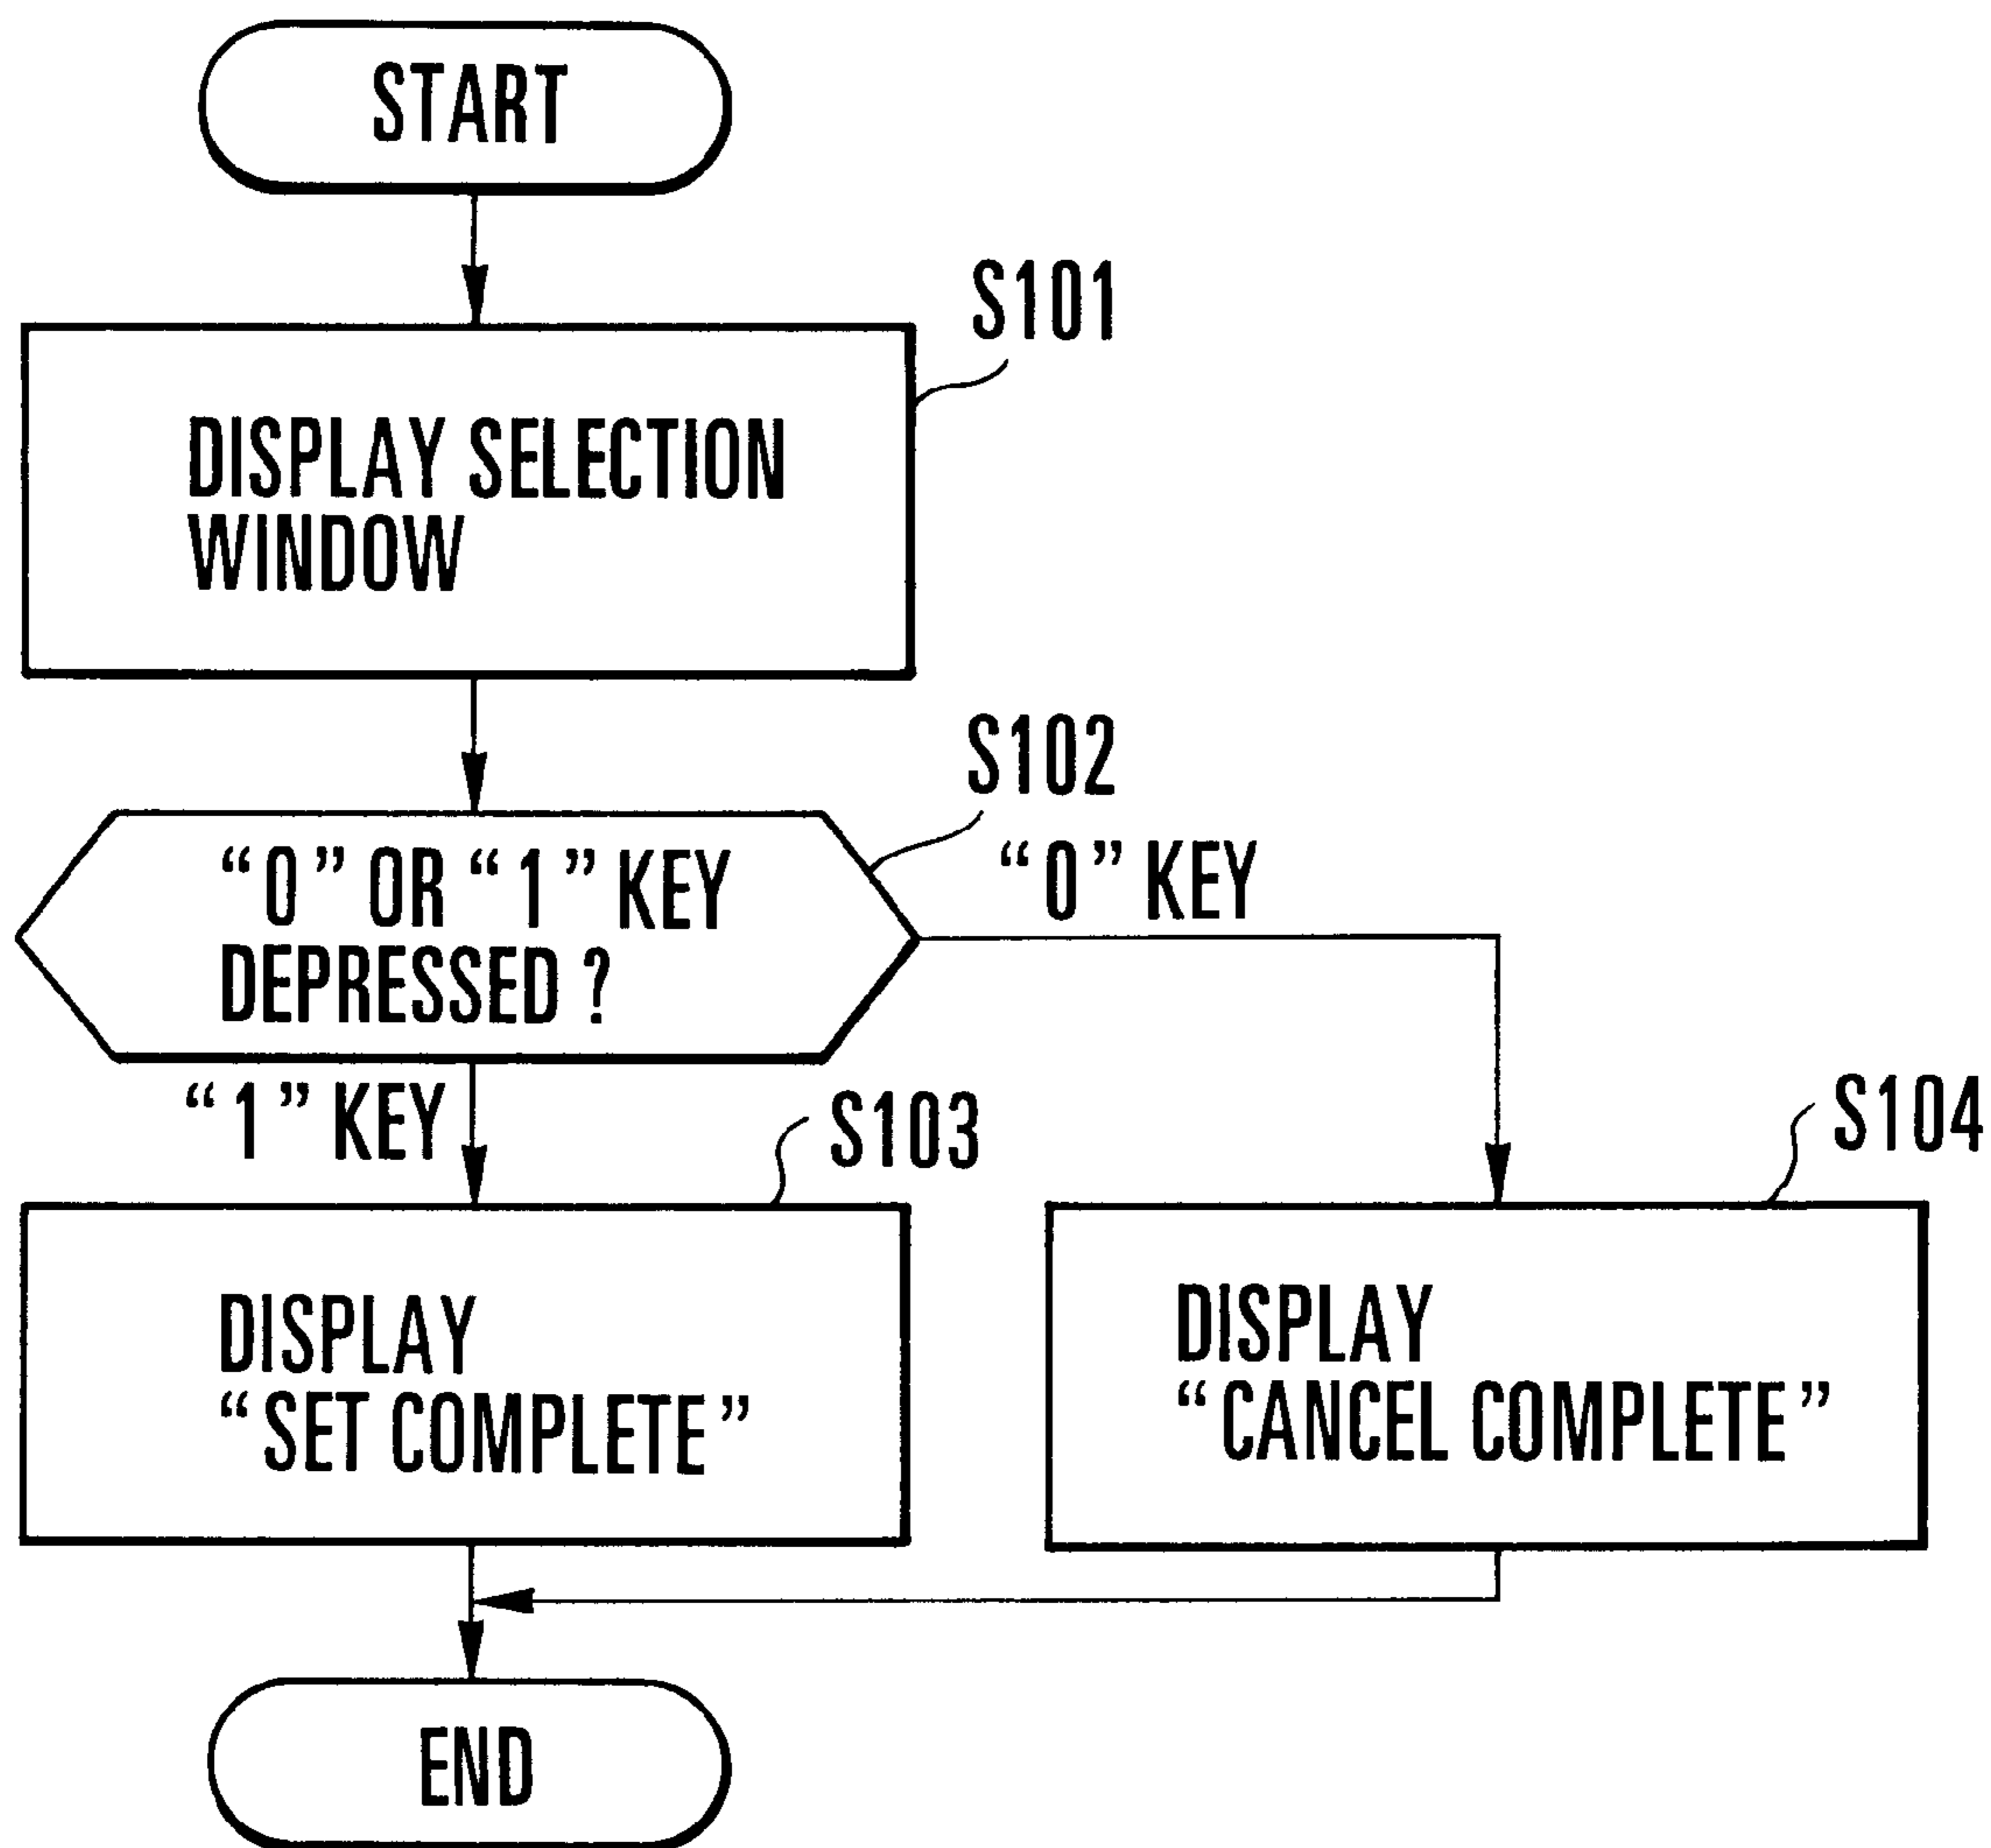 START
S101
DISPLAY SELECTION
WINDOW
S102
“0” OR “1” KEY
DEPRESSED ?
“0” KEY
“1” KEY
S103
S104
DISPLAY
“SET COMPLETE”
DISPLAY
“CANCEL COMPLETE”
END